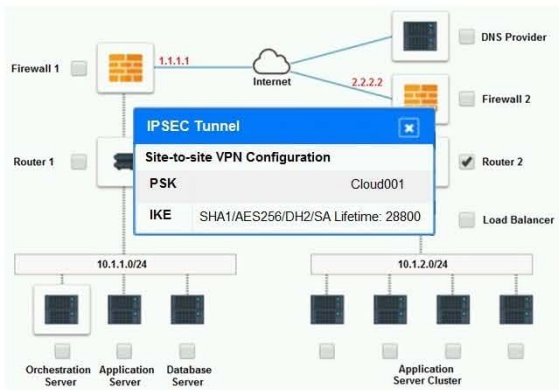 DNS Provider
Firewall 1
1.1.1.1
Internet
2.2.2.2
Firewall 2
IPSEC Tunnel
Site-to-site VPN Configuration
PSK Cloud001
IKE SHA1/AES256/DH2/SA Lifetime: 28800
Router 1
Router 2
Load Balancer
10.1.1.0/24
10.1.2.0/24
Orchestration Server
Application Server
Database Server
Application
Server Cluster